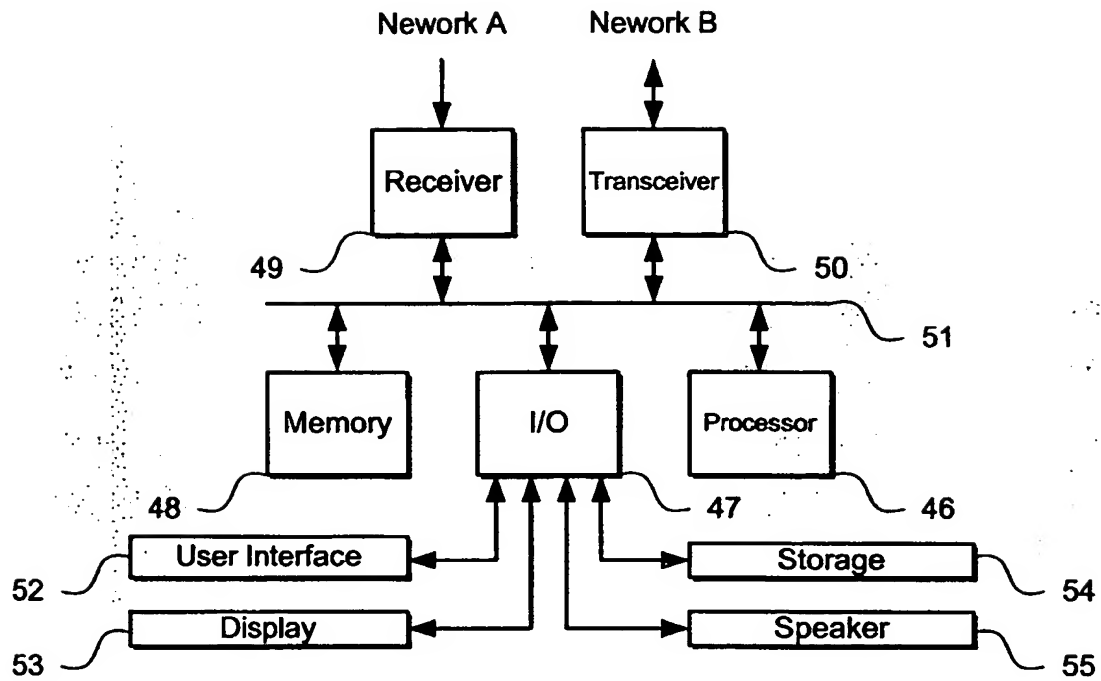 Nework A
Nework B
Receiver
Transceiver
49
50
51
Memory
I/O
Processor
48
47
46
User Interface
Storage
52
54
Display
Speaker
53
55